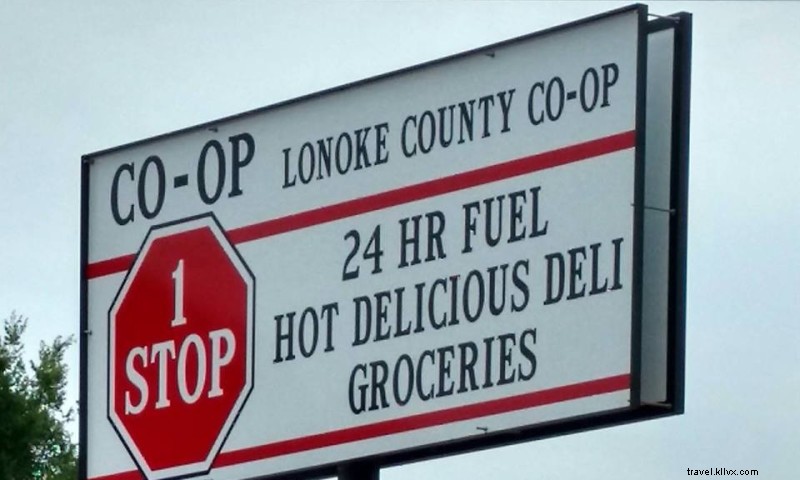 CO-OP LONOKE COUNTY CO-OP
1
STOP
24 HR FUEL
HOT DELICIOUS DELI
GROCERIES
travel.kllvx.com